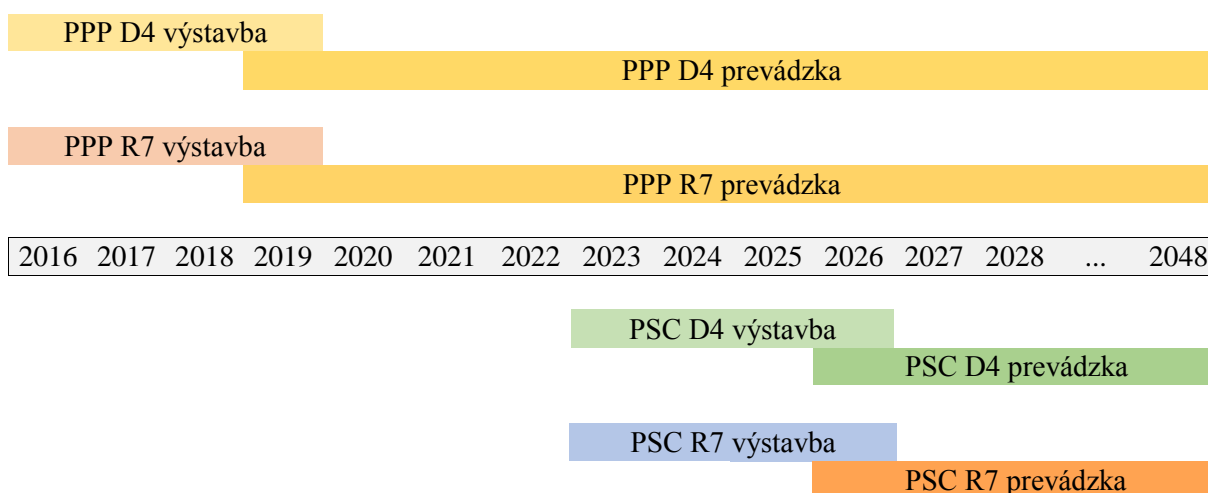 PPP D4 výstavba
PPP D4 prevádzka
PPP R7 výstavba
PPP R7 prevádzka
2016 2017 2018 2019 2020 2021 2022 2023 2024 2025 2026 2027 2028 ... 2048
PSC D4 výstavba
PSC D4 prevádzka
PSC R7 výstavba
PSC R7 prevádzka